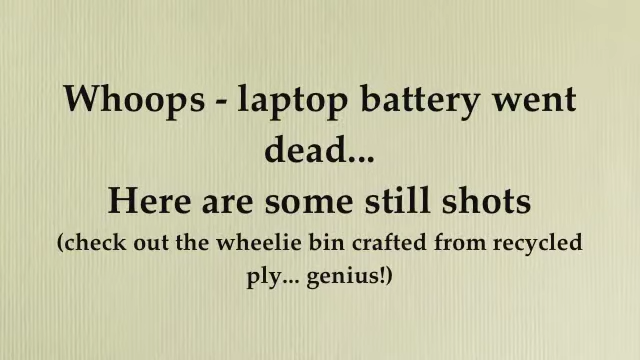 Whoops - laptop battery went
dead...
Here are some still shots
(check out the wheelie bin crafted from recycled
ply... genius!)